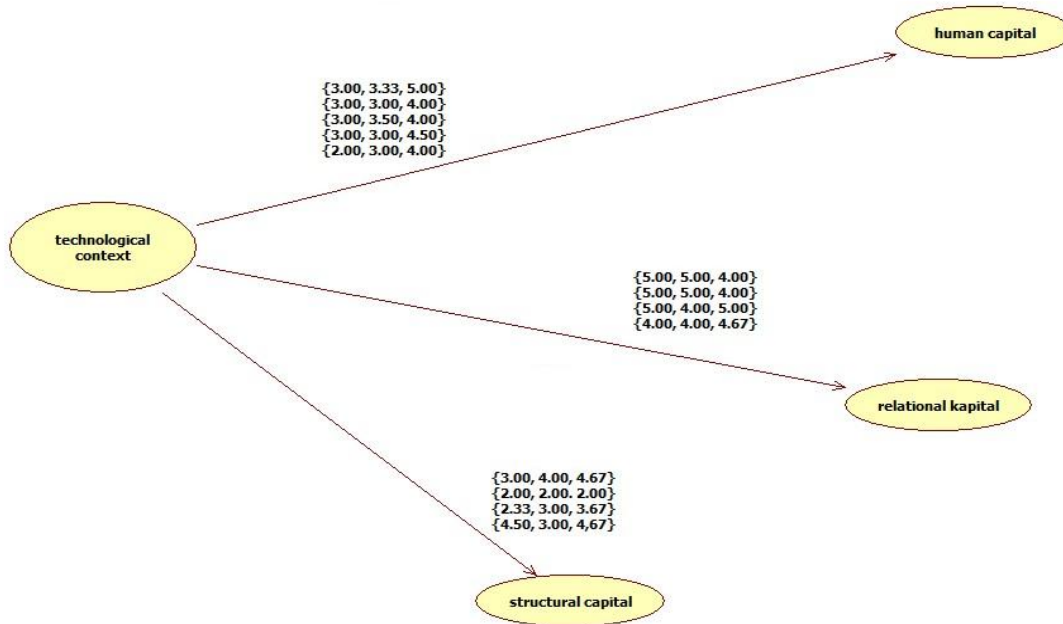 human capital
{3.00, 3.33, 5.00}
{3.00, 3.00, 4.00}
{3.00, 3.50, 4.00}
{3.00, 3.00, 4.50}
{2.00, 3.00, 4.00}
technological
context
{5.00, 5.00, 4.00}
{5.00, 5.00, 4.00}
{5.00, 4.00, 5.00}
{4.00, 4.00, 4.67}
relational kapital
{3.00, 4.00, 4.67}
{2.00, 2.00. 2.00}
{2.33, 3.00, 3.67}
{4.50, 3.00, 4,67}
structural capital